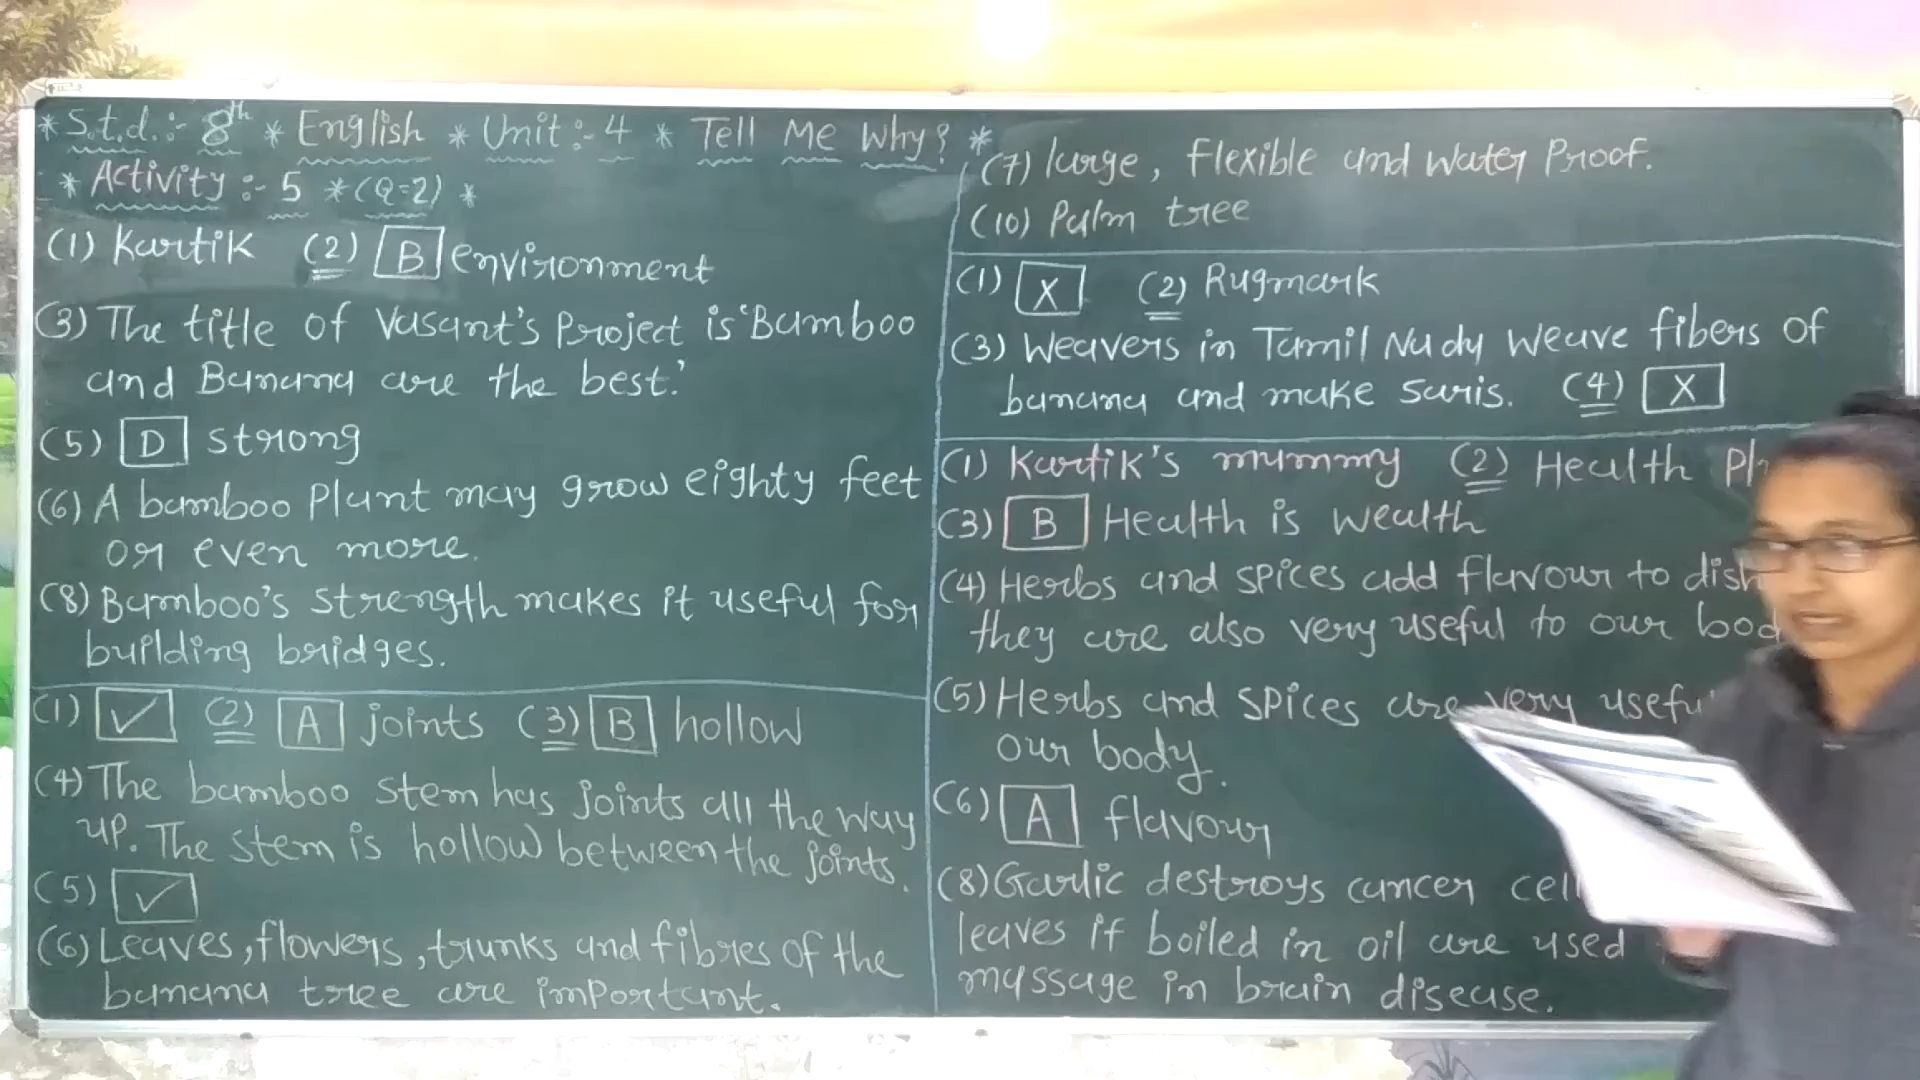 * S.t.d.:- 8th * English * Unit:- 4 * Tell Me Why? *
* Activity:- 5 * (Q=2) *
(1) Kartik (2) B environment
(3) The title of Vasant's Project is 'Bamboo
and Banana are the best.'
(5) D strong
(6) A bamboo Plant may grow eighty feet
or even more.
(8) Bamboo's strength makes it useful for
building bridges.
(1) ✓ (2) A joints (3) B hollow
(4) The bamboo stem has joints all the way
up. The stem is hollow between the joints.
(5) ✓
(6) Leaves, flowers, trunks and fibres of the
banana tree are important.
(7) large, flexible and Water Proof.
(10) Palm tree
(1) X (2) Rugmark
(3) Weavers in Tamil Nady Weave fibers of
banana and make saris. (4) X
(1) Kartik's mummy (2) Health
(3) B Health is wealth
(4) Herbs and spices add flavour to
they are also very useful to our
(5) Herbs and spices are very
our body.
(6) A flavour
(8) Garlic destroys cancer
leaves if boiled in oil are used
massage in brain disease.